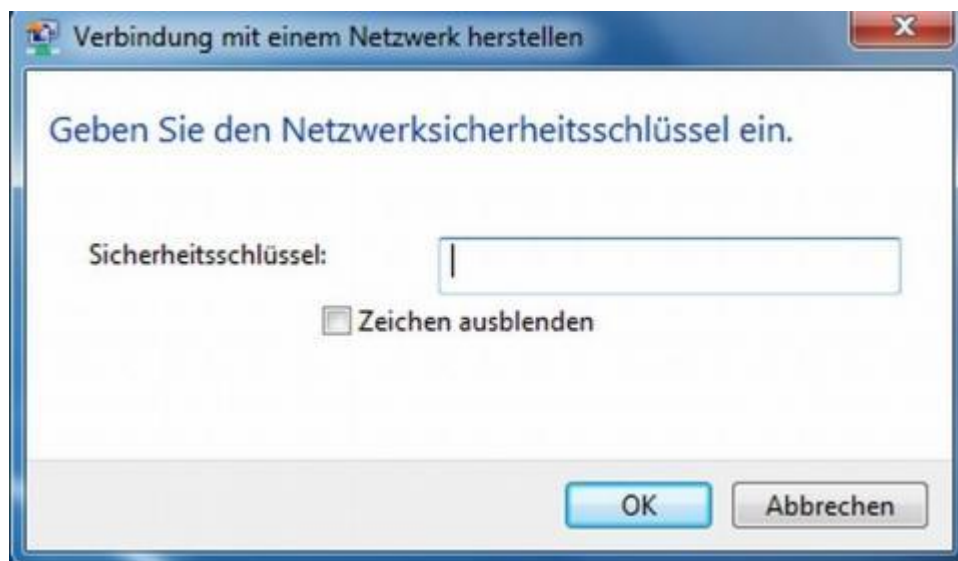 Verbindung mit einem Netzwerk herstellen
Geben Sie den Netzwerksicherheitsschlüssel ein.
Sicherheitsschlüssel:
Zeichen ausblenden
OK Abbrechen